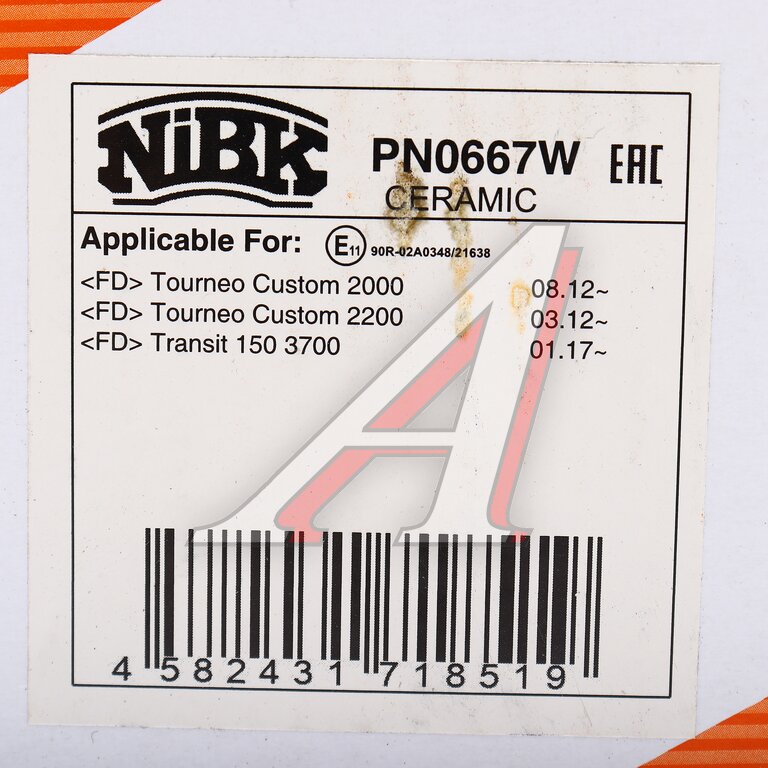 NiBK
PN0667W EAC
CERAMIC
Applicable For: E11 90R-02A0348/21638
<FD> Tourneo Custom 2000 08.12~
<FD> Tourneo Custom 2200 03.12~
<FD> Transit 150 3700 01.17~
A
4 582431 718519